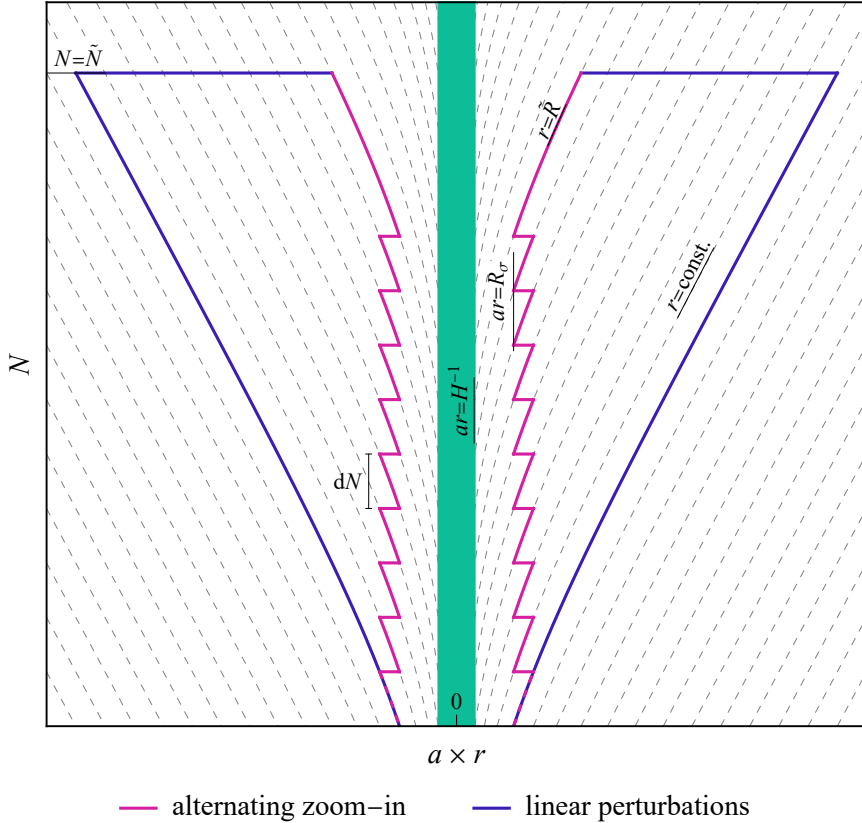 N=Ñ
r=R̃
r=const.
ar=R_σ
ar=H⁻¹
N
dN
0
a × r
alternating zoom−in
linear perturbations